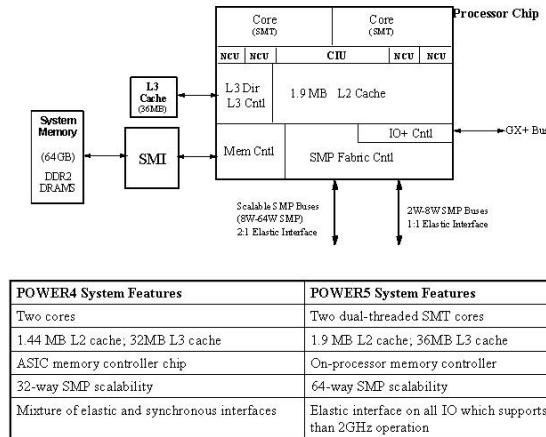 Processor Chip
Core
(SMT)
Core
(SMT)
NCU NCU CIU NCU NCU
L3
Cache
(36MB)
L3 Dir
L3 Cntl
1.9 MB L2 Cache
System
Memory
(64GB)
DDR2
DRAMS
SMI
Mem Cntl
IO+ Cntl
SMP Fabric Cntl
GX+ Bus
Scalable SMP Buses
(8W-64W SMP)
2:1 Elastic Interface
2W-8W SMP Buses
1:1 Elastic Interface
POWER4 System Features POWER5 System Features
Two cores Two dual-threaded SMT cores
1.44 MB L2 cache; 32MB L3 cache 1.9 MB L2 cache; 36MB L3 cache
ASIC memory controller chip On-processor memory controller
32-way SMP scalability 64-way SMP scalability
Mixture of elastic and synchronous interfaces Elastic interface on all IO which supports
than 2GHz operation